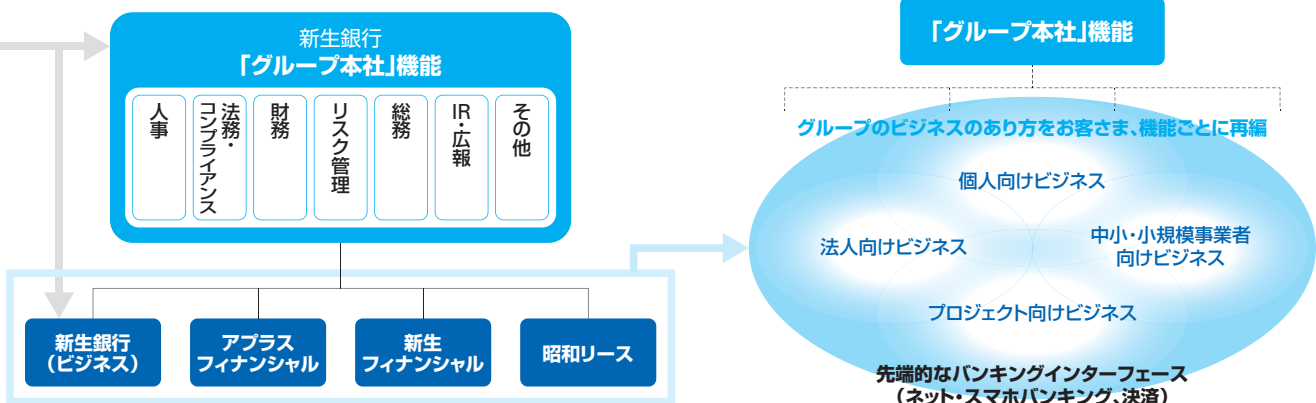 新生銀行
「グループ本社」機能
人事
法務・
コンプライアンス
財務
リスク管理
総務
IR・広報
その他
新生銀行
(ビジネス)
アプラス
フィナンシャル
新生
フィナンシャル
昭和リース
「グループ本社」機能
グループのビジネスのあり方をお客さま、機能ごとに再編
個人向けビジネス
法人向けビジネス
中小・小規模事業者
向けビジネス
プロジェクト向けビジネス
先端的なバンキングインターフェース
(ネット・スマホバンキング、決済)